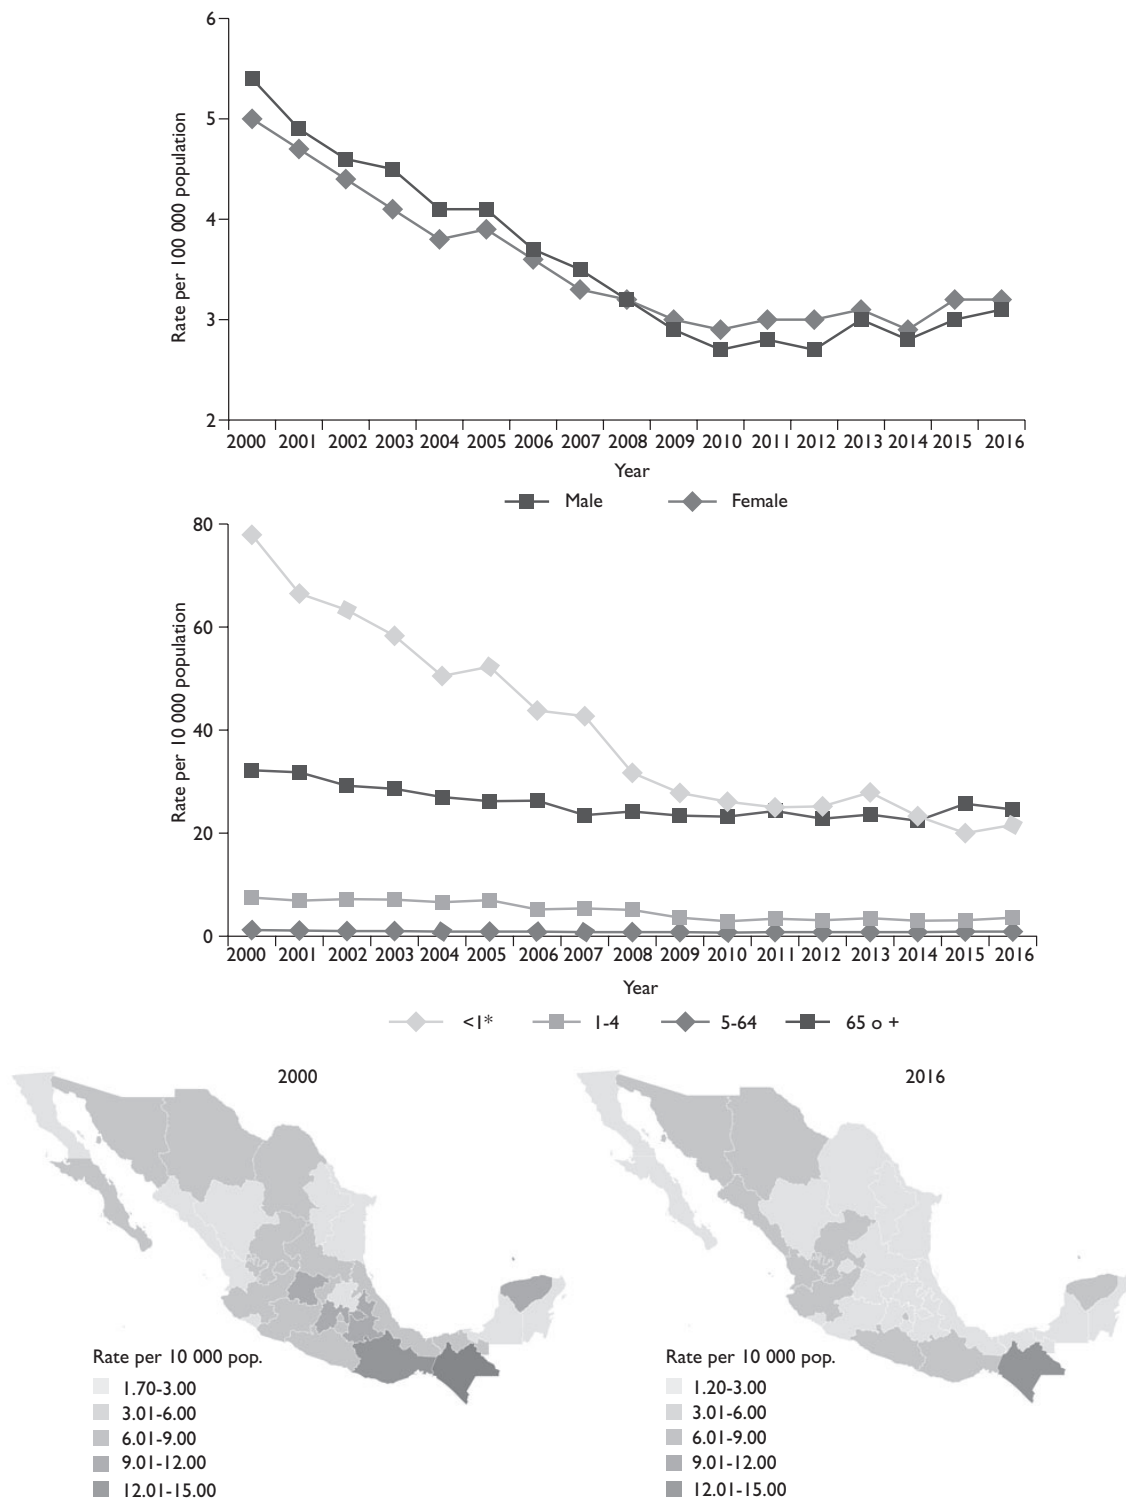 6
5
4
3
2
Rate per 100 000 population
2000 2001 2002 2003 2004 2005 2006 2007 2008 2009 2010 2011 2012 2013 2014 2015 2016
Year
Male Female
80
60
40
20
0
Rate per 10 000 population
2000 2001 2002 2003 2004 2005 2006 2007 2008 2009 2010 2011 2012 2013 2014 2015 2016
Year
<1* 1-4 5-64 65 o +
2000
Rate per 10 000 pop.
1.70-3.00
3.01-6.00
6.01-9.00
9.01-12.00
12.01-15.00
2016
Rate per 10 000 pop.
1.20-3.00
3.01-6.00
6.01-9.00
9.01-12.00
12.01-15.00